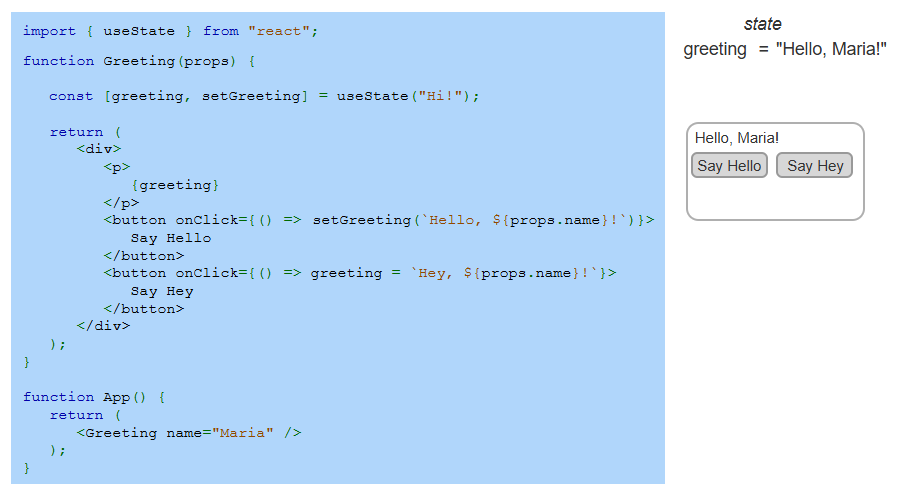 import { useState } from "react";
function Greeting(props) {
const [greeting, setGreeting] = useState("Hi!");
return (
<div>
<p>
{greeting}
</p>
<button onClick={() => setGreeting(`Hello, ${props.name}!`)}>
Say Hello
</button>
<button onClick={() => greeting = `Hey, ${props.name}!`}>
Say Hey
</button>
</div>
);
}
function App() {
return (
<Greeting name="Maria" />
);
}
state
greeting = "Hello, Maria!"
Hello, Maria!
Say Hello Say Hey